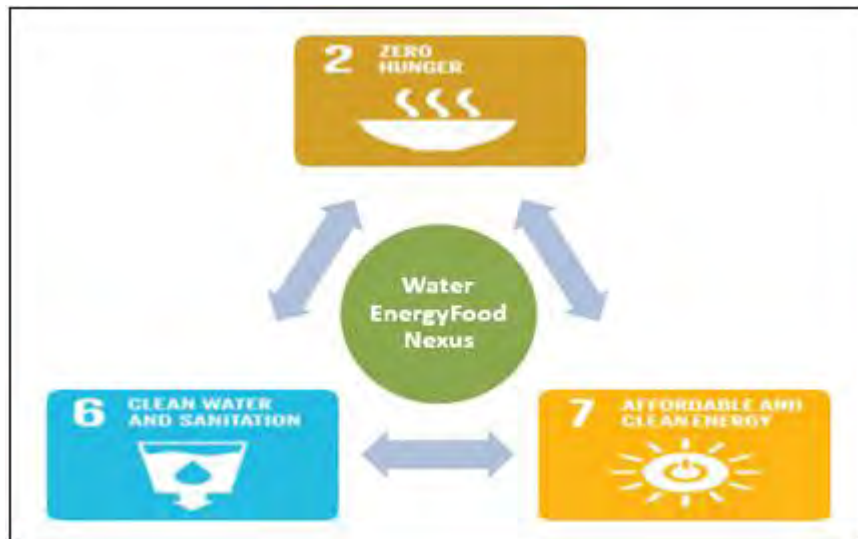 2 ZERO
HUNGER
Water
EnergyFood
Nexus
6 CLEAN WATER
AND SANITATION
7 AFFORDABLE AND
CLEAN ENERGY